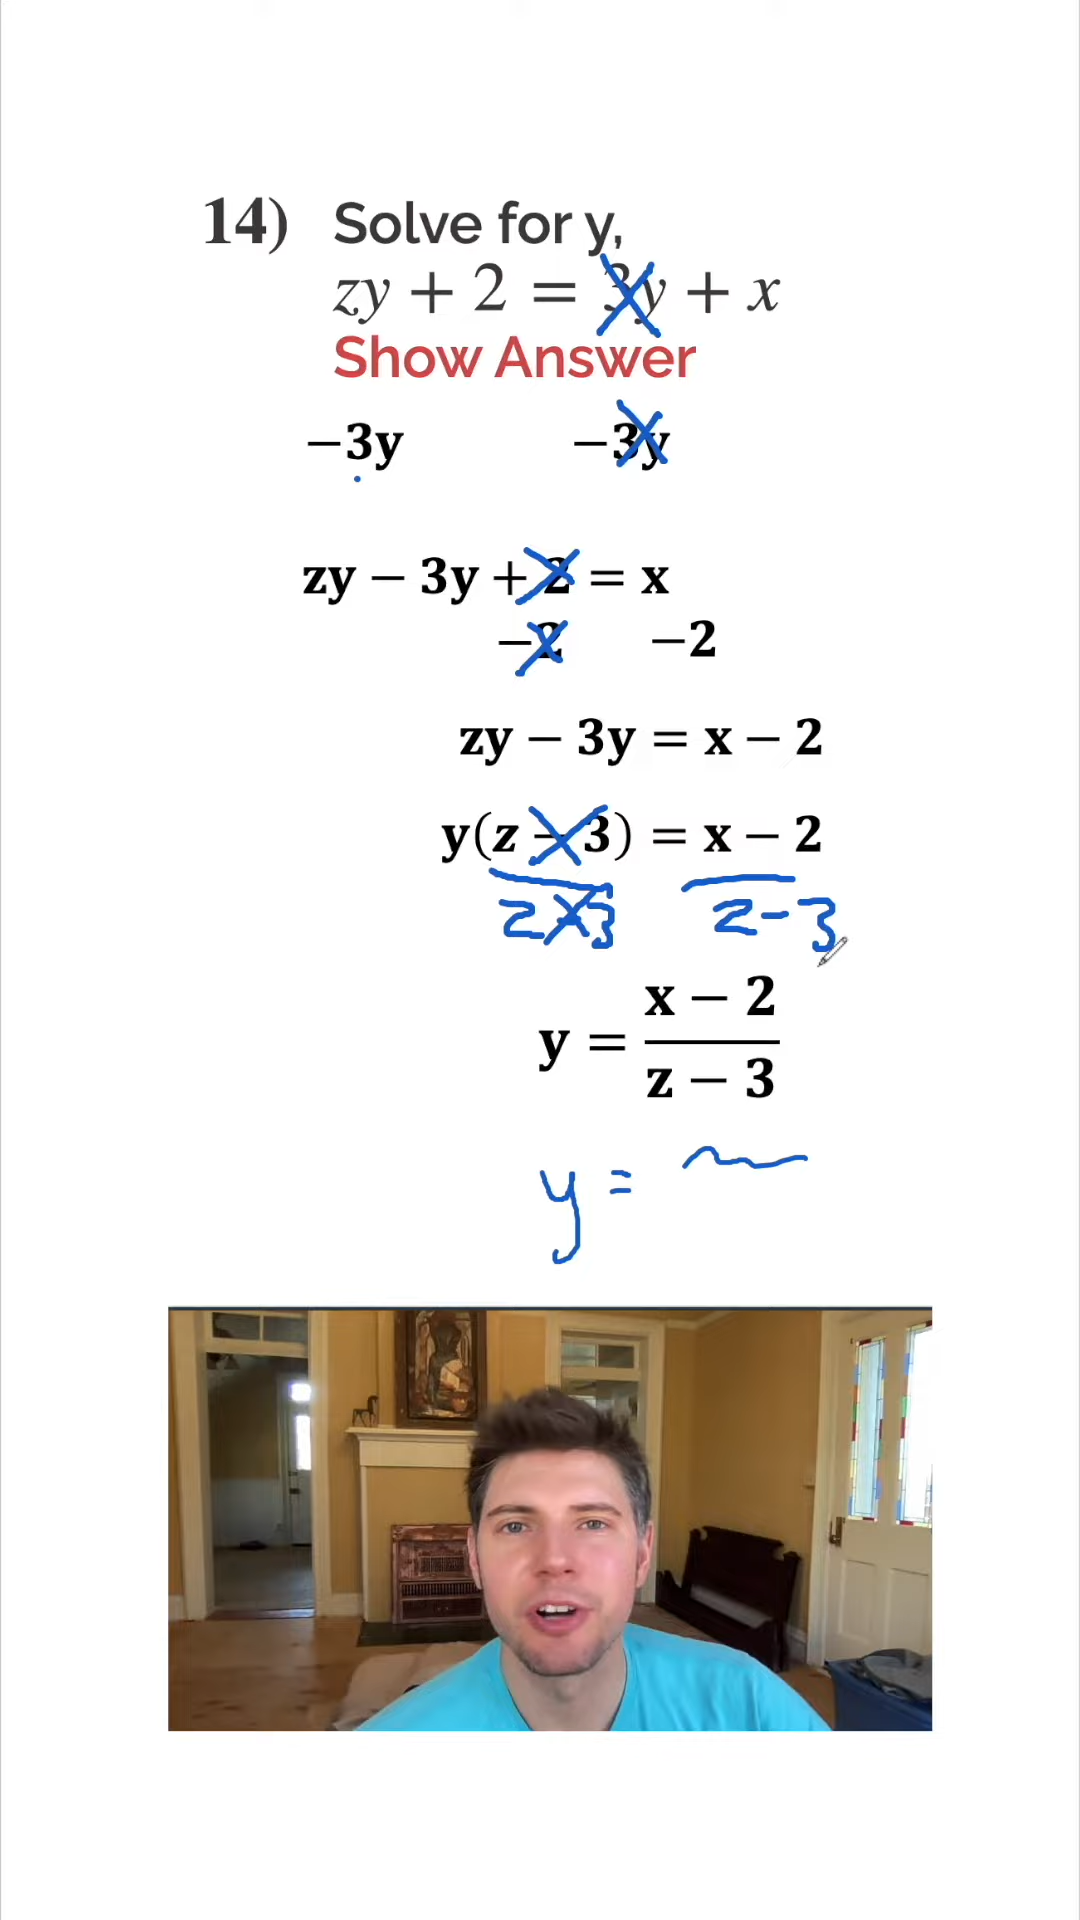 14) Solve for y,
zy + 2 = 3y + x
Show Answer
−3y −3y
zy − 3y + 2 = x
−2 −2
zy − 3y = x − 2
y(z − 3) = x − 2
z-3 z-3
x − 2
y =
z − 3
y =